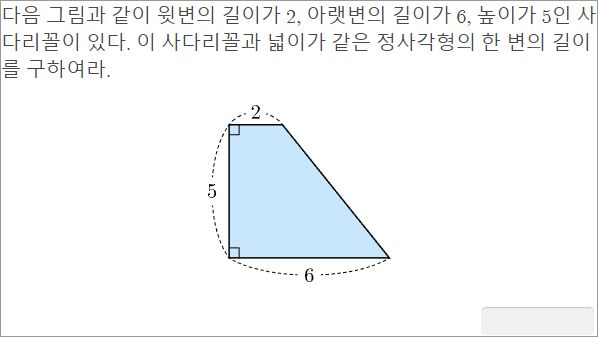 다음 그림과 같이 윗변의 길이가 2, 아랫변의 길이가 6, 높이가 5인 사
다리꼴이 있다. 이 사다리꼴과 넓이가 같은 정사각형의 한 변의 길이
를 구하여라.
2
5
6